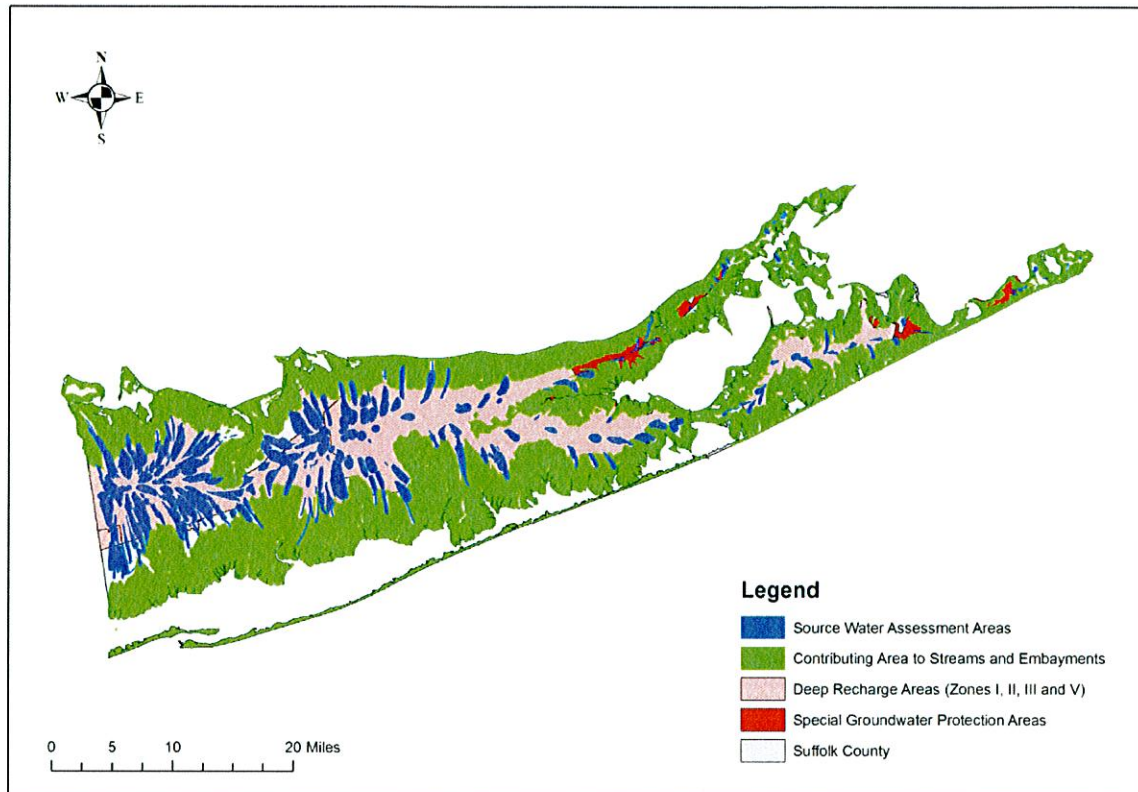 N
W E
S
Legend
Source Water Assessment Areas
Contributing Area to Streams and Embayments
Deep Recharge Areas (Zones I, II, III and V)
Special Groundwater Protection Areas
Suffolk County
0 5 10 20 Miles